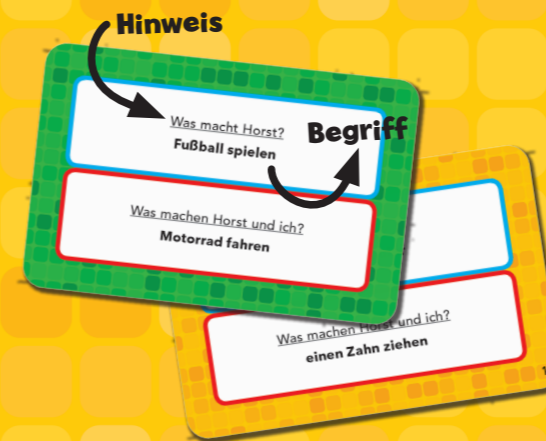 Hinweis
Was macht Horst?
Fußball spielen
Begriff
Was machen Horst und ich?
Motorrad fahren
Was machen Horst und ich?
einen Zahn ziehen